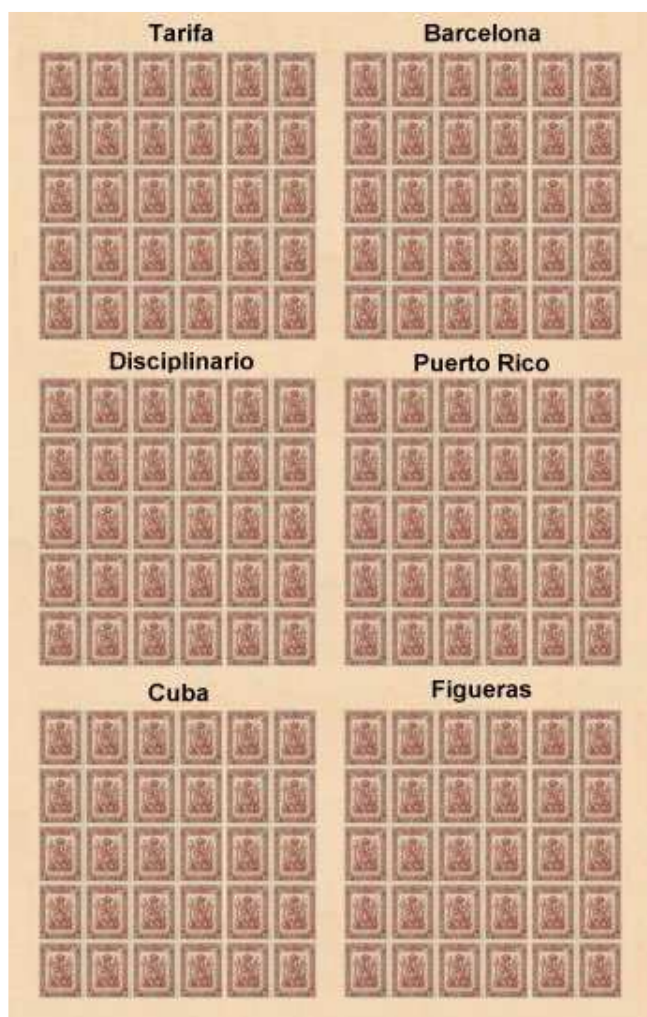 Tarifa
Barcelona
Disciplinario
Puerto Rico
Cuba
Figueras